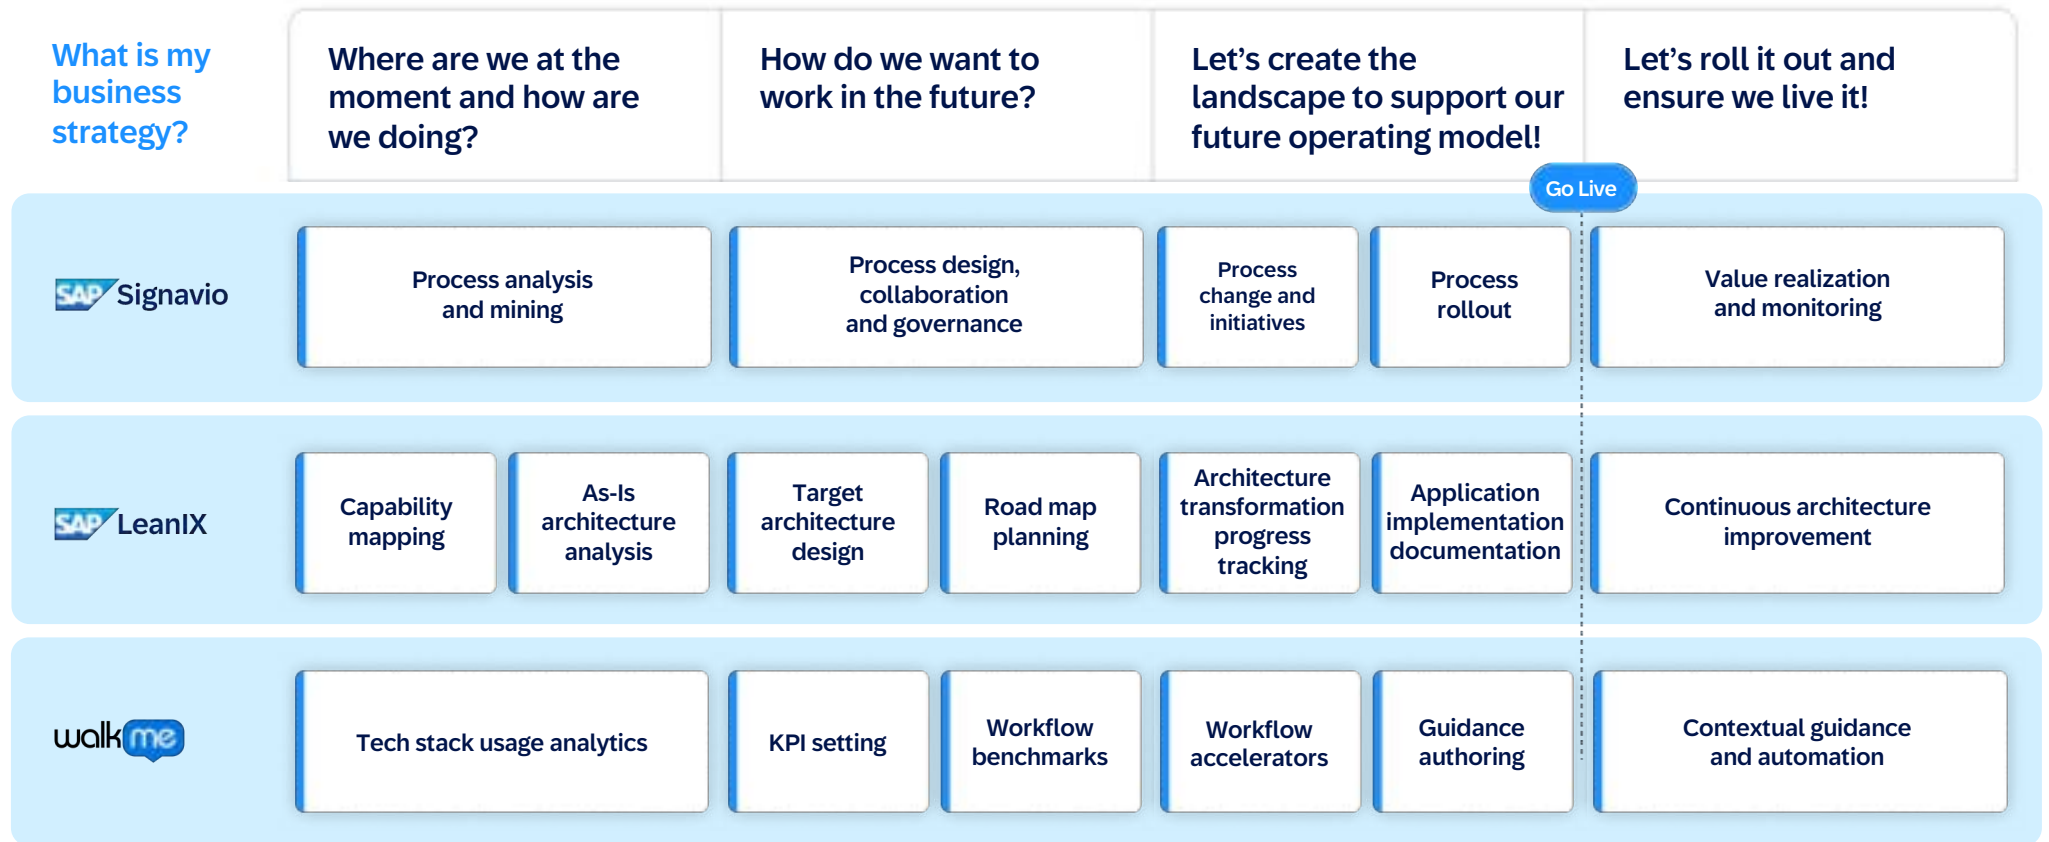 What is my
business
strategy?
Where are we at the
moment and how are
we doing?
How do we want to
work in the future?
Let's create the
landscape to support our
future operating model!
Let's roll it out and
ensure we live it!
Go Live
SAP Signavio
Process analysis
and mining
Process design,
collaboration
and governance
Process
change and
initiatives
Process
rollout
Value realization
and monitoring
SAP LeanIX
Capability
mapping
As-Is
architecture
analysis
Target
architecture
design
Road map
planning
Architecture
transformation
progress
tracking
Application
implementation
documentation
Continuous architecture
improvement
walkme
Tech stack usage analytics
KPI setting
Workflow
benchmarks
Workflow
accelerators
Guidance
authoring
Contextual guidance
and automation